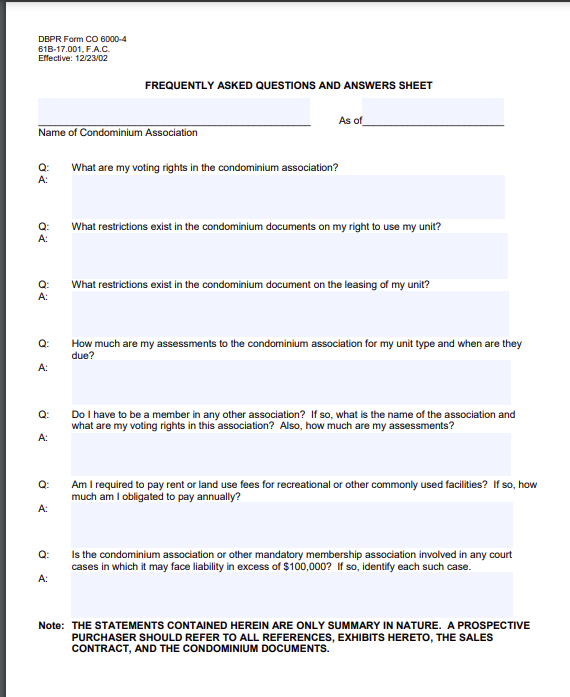 DBPR Form CO 6000-4
61B-17.001, F.A.C.
Effective: 12/23/02
FREQUENTLY ASKED QUESTIONS AND ANSWERS SHEET
As of
Name of Condominium Association
Q: What are my voting rights in the condominium association?
A:
Q: What restrictions exist in the condominium documents on my right to use my unit?
A:
Q: What restrictions exist in the condominium document on the leasing of my unit?
A:
Q: How much are my assessments to the condominium association for my unit type and when are they
due?
A:
Q: Do I have to be a member in any other association? If so, what is the name of the association and
what are my voting rights in this association? Also, how much are my assessments?
A:
Q: Am I required to pay rent or land use fees for recreational or other commonly used facilities? If so, how
much am I obligated to pay annually?
A:
Q: Is the condominium association or other mandatory membership association involved in any court
cases in which it may face liability in excess of $100,000? If so, identify each such case.
A:
Note: THE STATEMENTS CONTAINED HEREIN ARE ONLY SUMMARY IN NATURE. A PROSPECTIVE
PURCHASER SHOULD REFER TO ALL REFERENCES, EXHIBITS HERETO, THE SALES
CONTRACT, AND THE CONDOMINIUM DOCUMENTS.